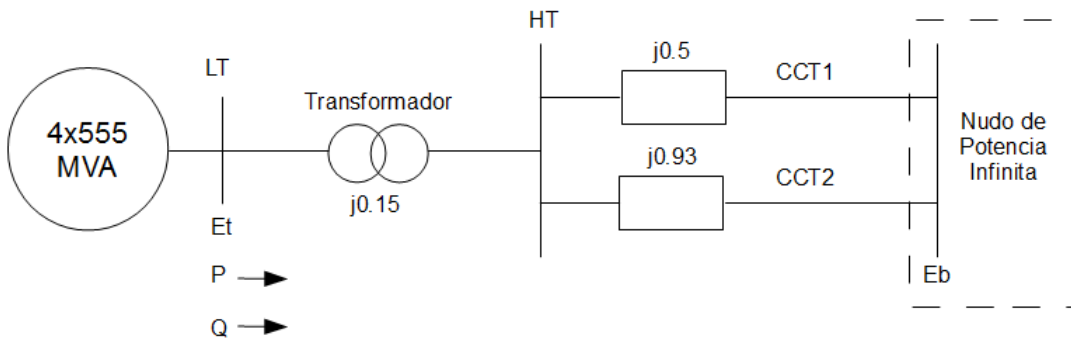 HT
j0.5
CCT1
LT
Transformador
4x555
MVA
j0.15
j0.93
CCT2
Nudo de
Potencia
Infinita
Et
P
Q
Eb